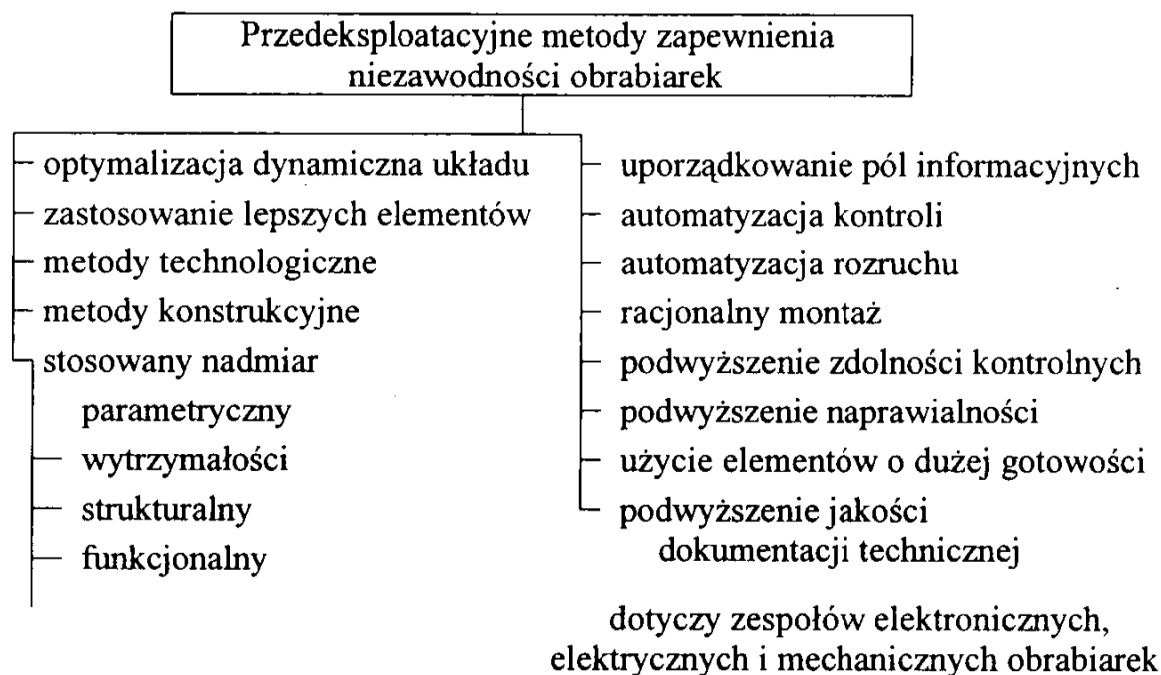 Przedeksploatacyjne metody zapewnienia
niezawodności obrabiarek
optymalizacja dynamiczna układu
zastosowanie lepszych elementów
metody technologiczne
metody konstrukcyjne
stosowany nadmiar
parametryczny
wytrzymałości
strukturalny
funkcjonalny
uporządkowanie pól informacyjnych
automatyzacja kontroli
automatyzacja rozruchu
racjonalny montaż
podwyższenie zdolności kontrolnych
podwyższenie naprawialności
użycie elementów o dużej gotowości
podwyższenie jakości
dokumentacji technicznej
dotyczy zespołów elektronicznych,
elektrycznych i mechanicznych obrabiarek